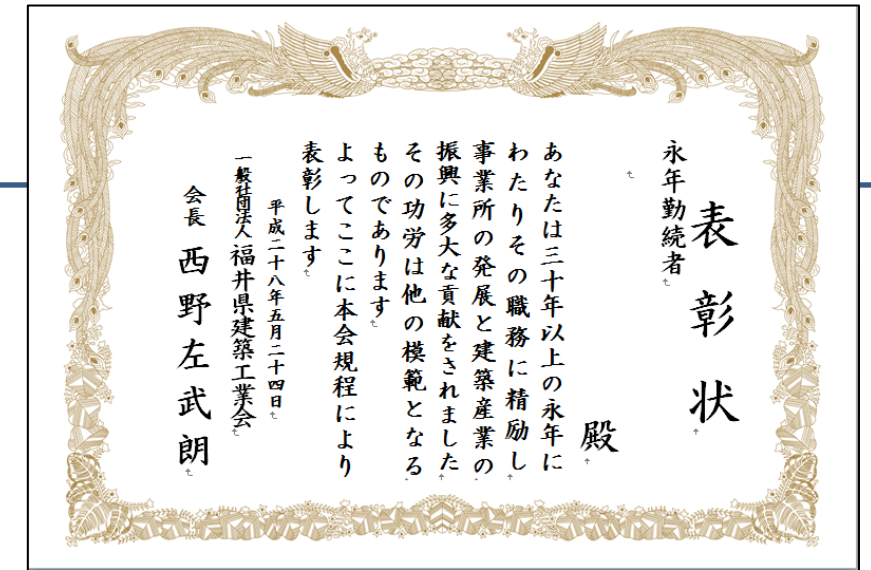 表彰状
永年勤続者
殿
あなたは三十年以上の永年に
わたりその職務に精励し
事業所の発展と建築産業の
振興に多大な貢献をされました
その功労は他の模範となる
ものであります
よってここに本会規程により
表彰します
平成二十八年五月二十四日
一般社団法人福井県建築工業会
会長 西野左武朗